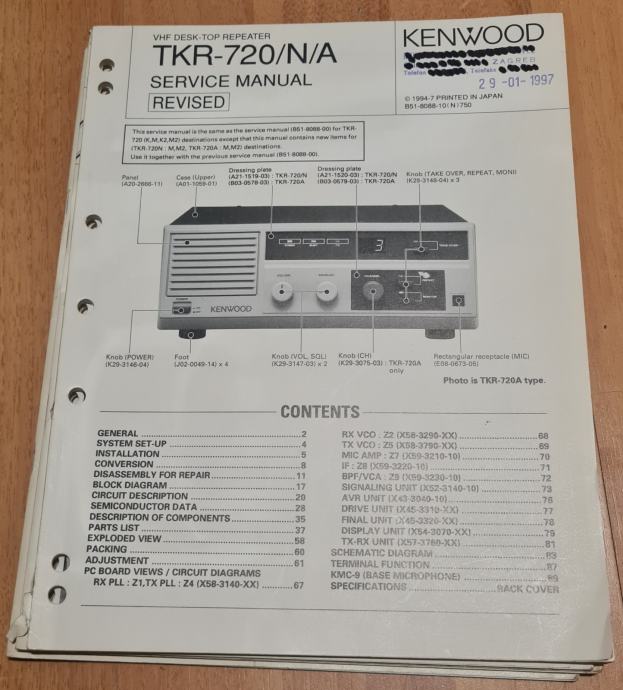 VHF DESK-TOP REPEATER
TKR-720/N/A
SERVICE MANUAL
REVISED
KENWOOD
ZAGREB
Telefon Telefaks
29 -01- 1997
© 1994-7 PRINTED IN JAPAN
B51-8088-10(N)750
This service manual is the same as the service manual (B51-8088-00) for TKR-
720 (K,M,K2,M2) destinations except that this manual contains new items for
(TKR-720N : M,M2, TKR-720A : M,M2) destinations.
Use it together with the previous service manual (B51-8088-00).
Panel
(A20-2666-11)
Case (Upper)
(A01-1059-01)
Dressing plate
(A21-1519-03) : TKR-720/N
(B03-0579-03) : TKR-720A
Dressing plate
(A21-1520-03) : TKR-720/N
(B03-0578-03) : TKR-720A
Knob (TAKE OVER, REPEAT, MONI)
(K29-3148-04) x 3
3
KENWOOD
Knob (POWER)
(K29-3146-04)
Foot
(J02-0049-14) x 4
Knob (VOL, SQL)
(K29-3147-03) x 2
Knob (CH)
(K29-3075-03) : TKR-720A
only
Rectangular receptacle (MIC)
(E08-0673-05)
Photo is TKR-720A type.
CONTENTS
GENERAL 2
SYSTEM SET-UP 4
INSTALLATION 5
CONVERSION 8
DISASSEMBLY FOR REPAIR 11
BLOCK DIAGRAM 17
CIRCUIT DESCRIPTION 20
SEMICONDUCTOR DATA 28
DESCRIPTION OF COMPONENTS 35
PARTS LIST 37
EXPLODED VIEW 58
PACKING 60
ADJUSTMENT 61
PC BOARD VIEWS / CIRCUIT DIAGRAMS
RX PLL : Z1,TX PLL : Z4 (X58-3140-XX) 67
RX VCO : Z2 (X58-3290-XX) 68
TX VCO : Z5 (X58-3790-XX) 69
MIC AMP : Z7 (X59-3210-10) 70
IF : Z8 (X59-3220-10) 71
BPF/VCA : Z9 (X59-3230-10) 72
SIGNALING UNIT (X52-3140-10) 73
AVR UNIT (X43-3040-10) 76
DRIVE UNIT (X45-3310-XX) 77
FINAL UNIT (X45-3320-XX) 78
DISPLAY UNIT (X54-3070-XX) 79
TX-RX UNIT (X57-3760-XX) 81
SCHEMATIC DIAGRAM 83
TERMINAL FUNCTION 87
KMC-9 (BASE MICROPHONE) 89
SPECIFICATIONS BACK COVER